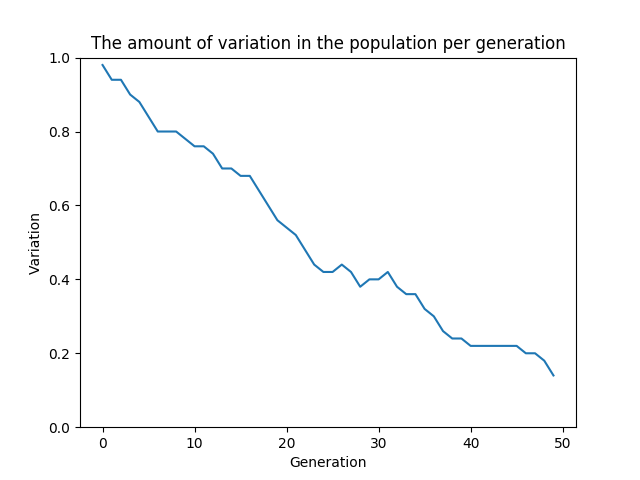 The amount of variation in the population per generation
1.0
0.8
0.6
0.4
0.2
0.0
Variation
0 10 20 30 40 50
Generation